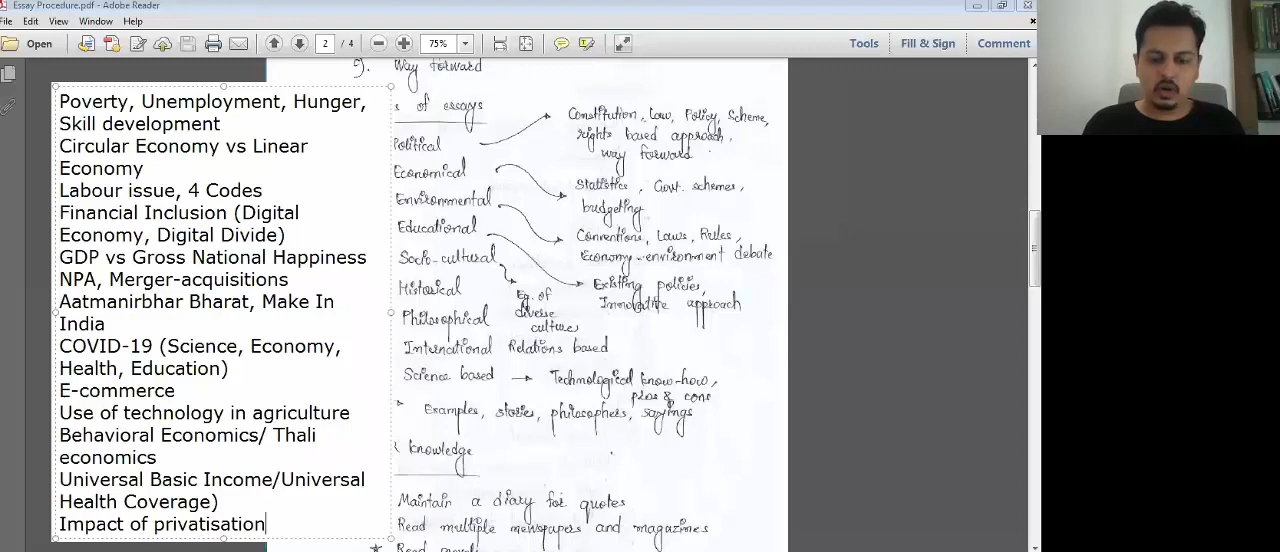 Essay Procedure.pdf - Adobe Reader
File Edit View Window Help
Open
2 / 4
75%
Tools
Fill & Sign
Comment
Poverty, Unemployment, Hunger,
Skill development
Circular Economy vs Linear
Economy
Labour issue, 4 Codes
Financial Inclusion (Digital
Economy, Digital Divide)
GDP vs Gross National Happiness
NPA, Merger-acquisitions
Aatmanirbhar Bharat, Make In
India
COVID-19 (Science, Economy,
Health, Education)
E-commerce
Use of technology in agriculture
Behavioral Economics/ Thali
economics
Universal Basic Income/Universal
Health Coverage)
Impact of privatisation
Way forward
s of essays
Political
Constitution, Law, Policy, Scheme,
rights based approach,
way forward
Economical
Statistics, Govt. schemes,
budgeting
Environmental
Conventions, Laws, Rules,
Economy-environment debate
Educational
Existing policies,
Innovative approach
Socio-cultural
Eg. of
diverse
cultures
Historical
Philosophical
International Relations based
Science based → Technological know-how,
pros & cons
Examples, stories, philosophers, sayings
knowledge
Maintain a diary for quotes
Read multiple newspapers and magazines
Read novels